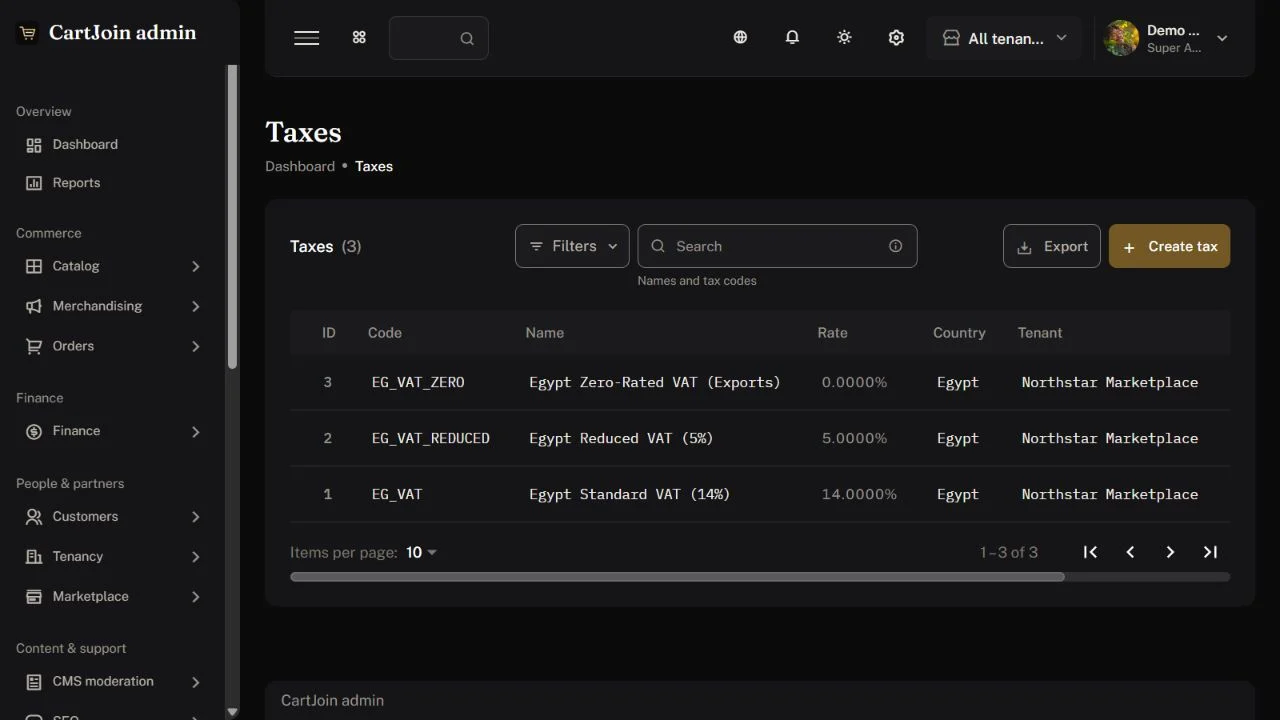 CartJoin admin
All tenan...
Demo ...
Super A...
Overview
Dashboard
Reports
Commerce
Catalog
Merchandising
Orders
Finance
Finance
People & partners
Customers
Tenancy
Marketplace
Content & support
CMS moderation
SEO
Taxes
Dashboard • Taxes
Taxes (3)
Filters
Search
Export
+ Create tax
Names and tax codes
ID Code Name Rate Country Tenant
3 EG_VAT_ZERO Egypt Zero-Rated VAT (Exports) 0.0000% Egypt Northstar Marketplace
2 EG_VAT_REDUCED Egypt Reduced VAT (5%) 5.0000% Egypt Northstar Marketplace
1 EG_VAT Egypt Standard VAT (14%) 14.0000% Egypt Northstar Marketplace
Items per page: 10
1–3 of 3
CartJoin admin